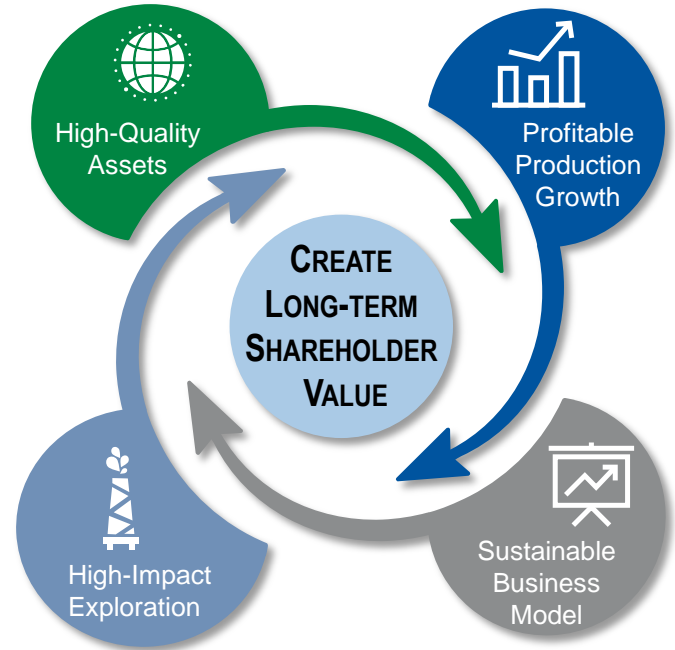 High-Quality
Assets
Profitable
Production
Growth
CREATE
LONG-TERM
SHAREHOLDER
VALUE
High-Impact
Exploration
Sustainable
Business
Model